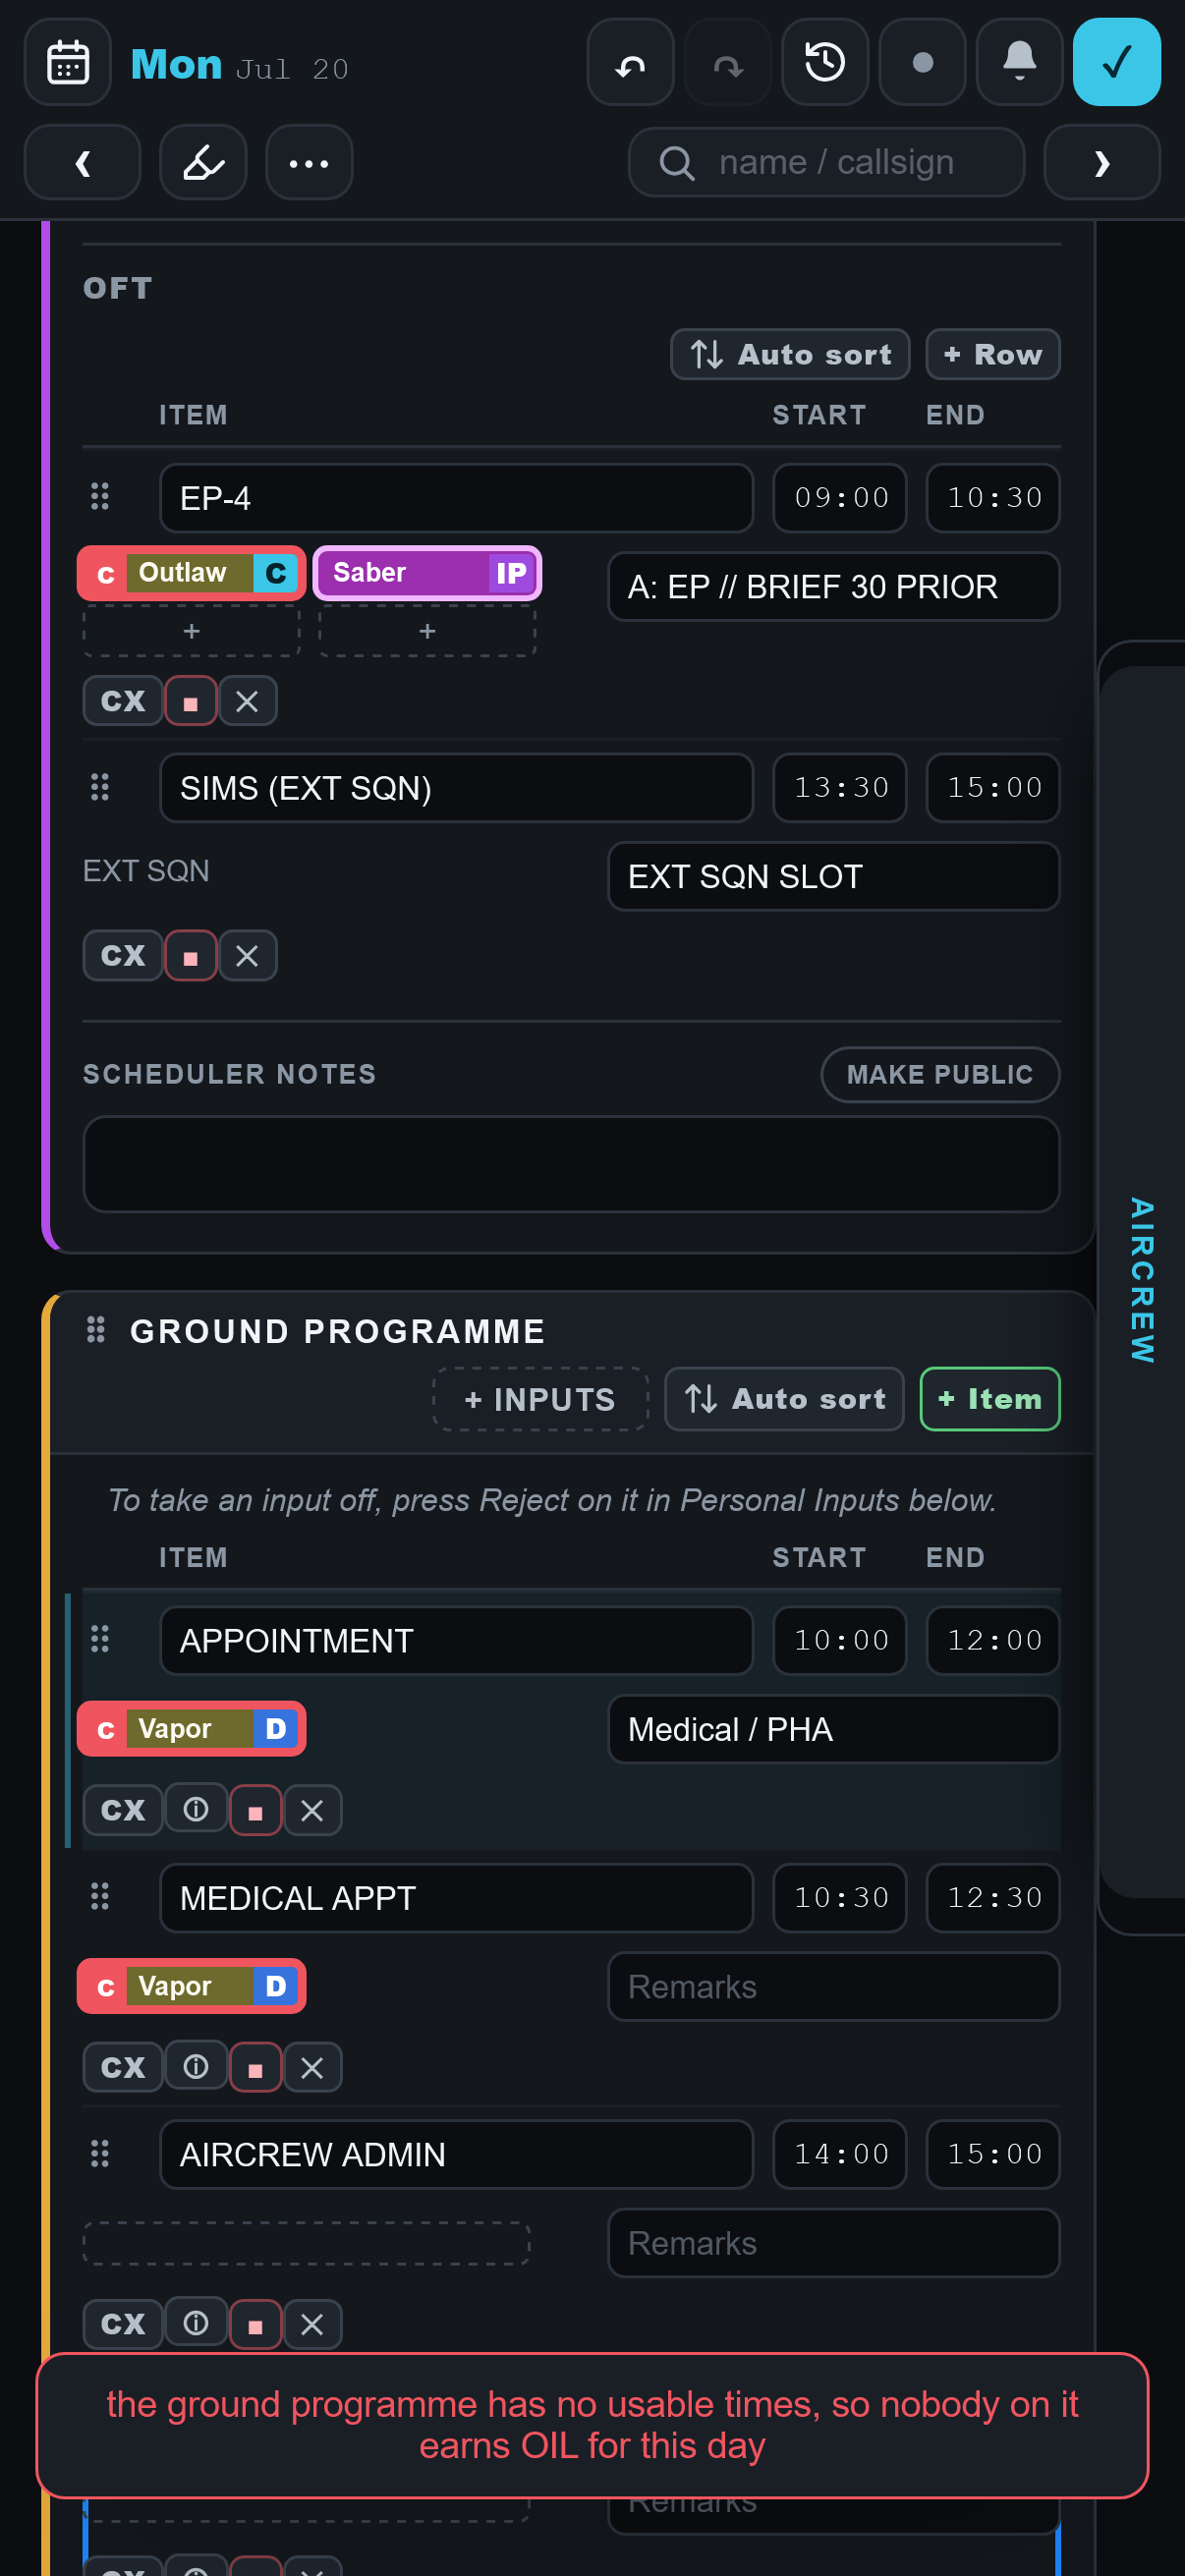 Mon Jul 20
name / callsign
OFT
Auto sort
+ Row
ITEM START END
EP-4 09:00 10:30
c Outlaw C Saber IP
A: EP // BRIEF 30 PRIOR
+ +
CX
SIMS (EXT SQN) 13:30 15:00
EXT SQN
EXT SQN SLOT
CX
SCHEDULER NOTES
MAKE PUBLIC
AIRCREW
GROUND PROGRAMME
+ INPUTS
Auto sort
+ Item
To take an input off, press Reject on it in Personal Inputs below.
ITEM START END
APPOINTMENT 10:00 12:00
c Vapor D
Medical / PHA
CX
MEDICAL APPT 10:30 12:30
c Vapor D
Remarks
CX
AIRCREW ADMIN 14:00 15:00
Remarks
CX
the ground programme has no usable times, so nobody on it
earns OIL for this day
Remarks
CX